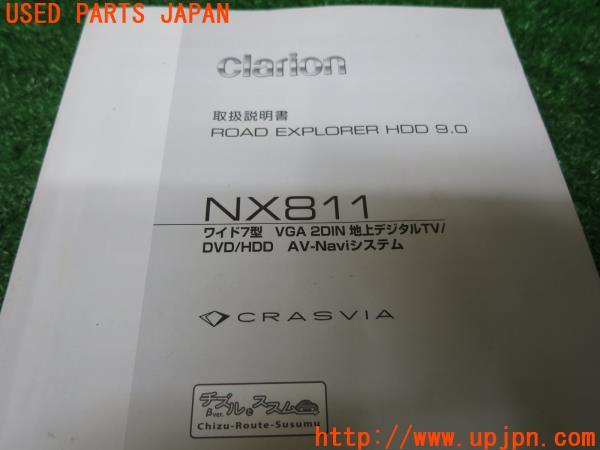 USED PARTS JAPAN
clarion
取扱説明書
ROAD EXPLORER HDD 9.0
NX811
ワイド7型 VGA 2DIN 地上デジタルTV/
DVD/HDD AV-Naviシステム
CRASVIA
チズルとススム
βver.
Chizu-Route-Susumu
http://www.upjpn.com